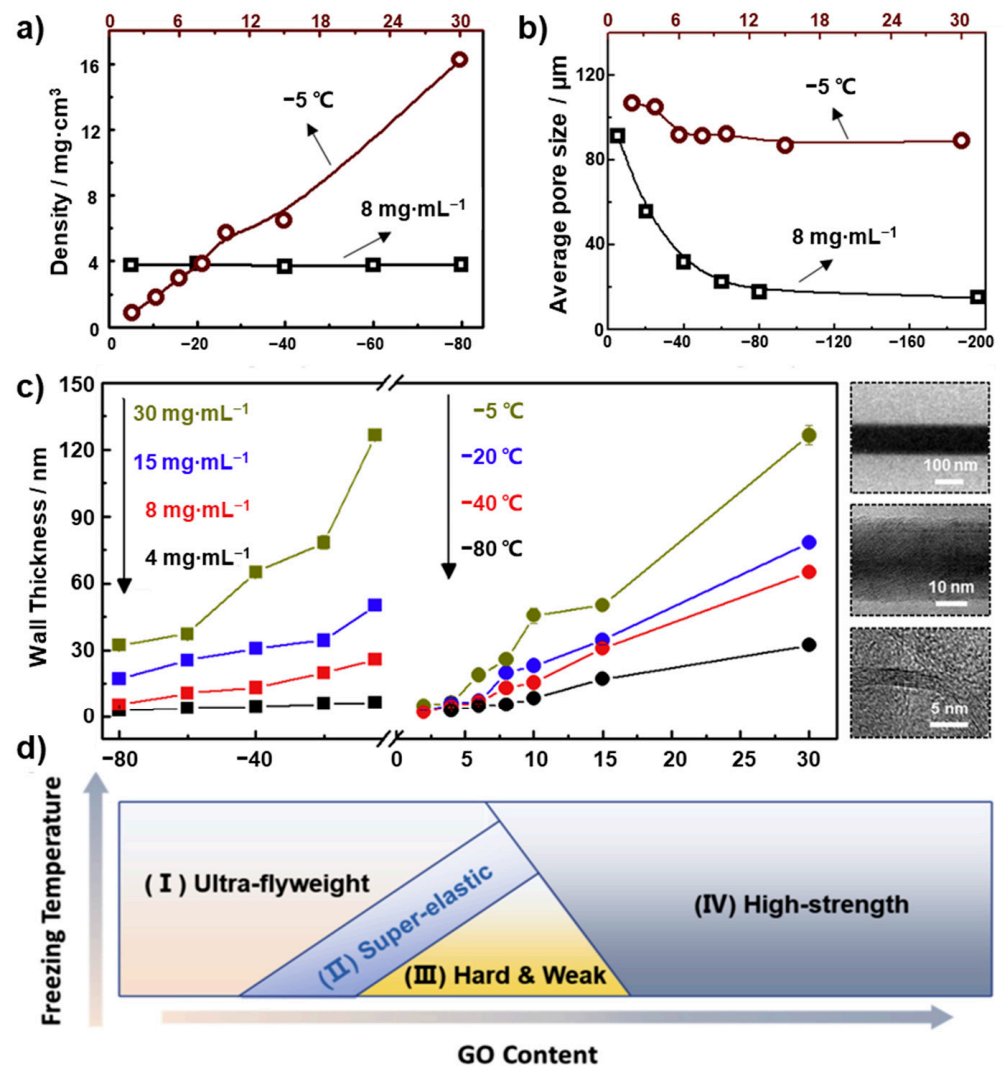 a)
0 6 12 18 24 30
16
12
8
4
0
Density / mg·cm³
−5 ℃
8 mg·mL⁻¹
0 −20 −40 −60 −80
b)
0 6 12 18 24 30
120
80
40
0
Average pore size / μm
−5 ℃
8 mg·mL⁻¹
0 −40 −80 −120 −160 −200
c)
150
120
90
60
30
0
Wall Thickness / nm
30 mg·mL⁻¹
15 mg·mL⁻¹
8 mg·mL⁻¹
4 mg·mL⁻¹
−5 ℃
−20 ℃
−40 ℃
−80 ℃
−80 −40 0 5 10 15 20 25 30
100 nm
10 nm
5 nm
d)
Freezing Temperature
(Ⅰ) Ultra-flyweight
(Ⅱ) Super-elastic
(Ⅲ) Hard & Weak
(Ⅳ) High-strength
GO Content